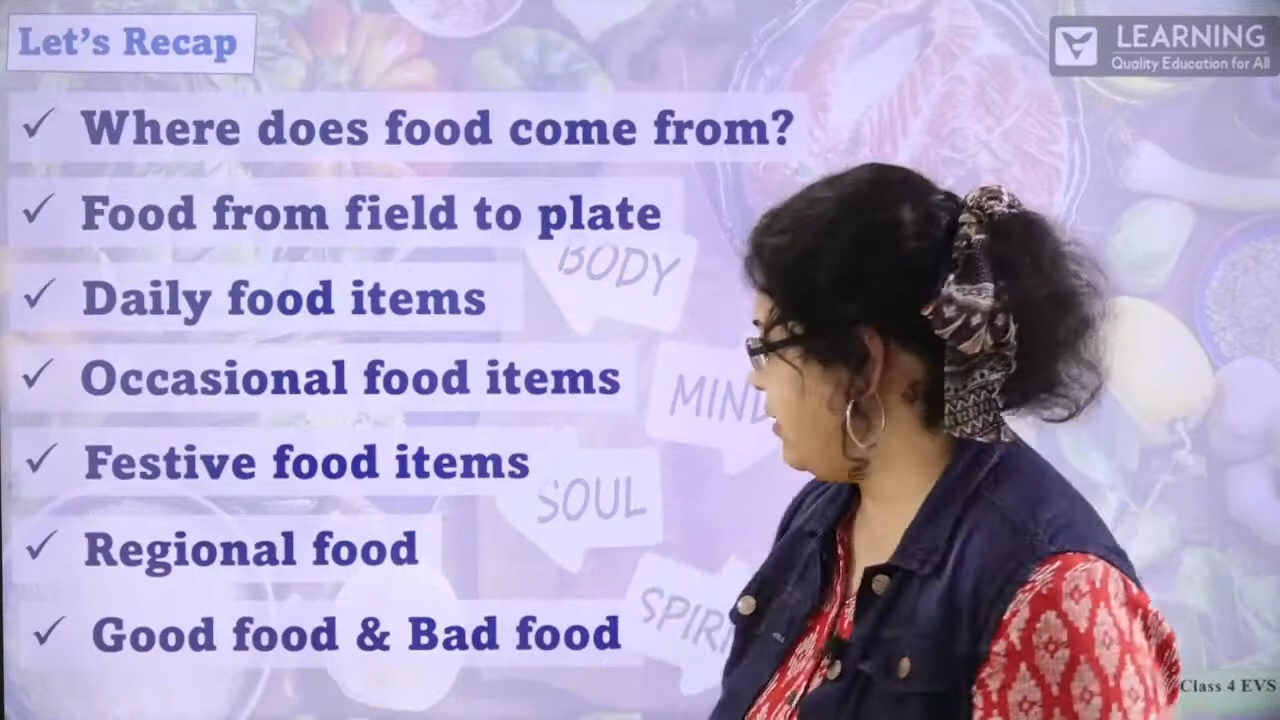 Let's Recap
LEARNING
Quality Education for All
✓ Where does food come from?
✓ Food from field to plate
BODY
✓ Daily food items
✓ Occasional food items
MIND
✓ Festive food items
SOUL
✓ Regional food
✓ Good food & Bad food
Class 4 EVS